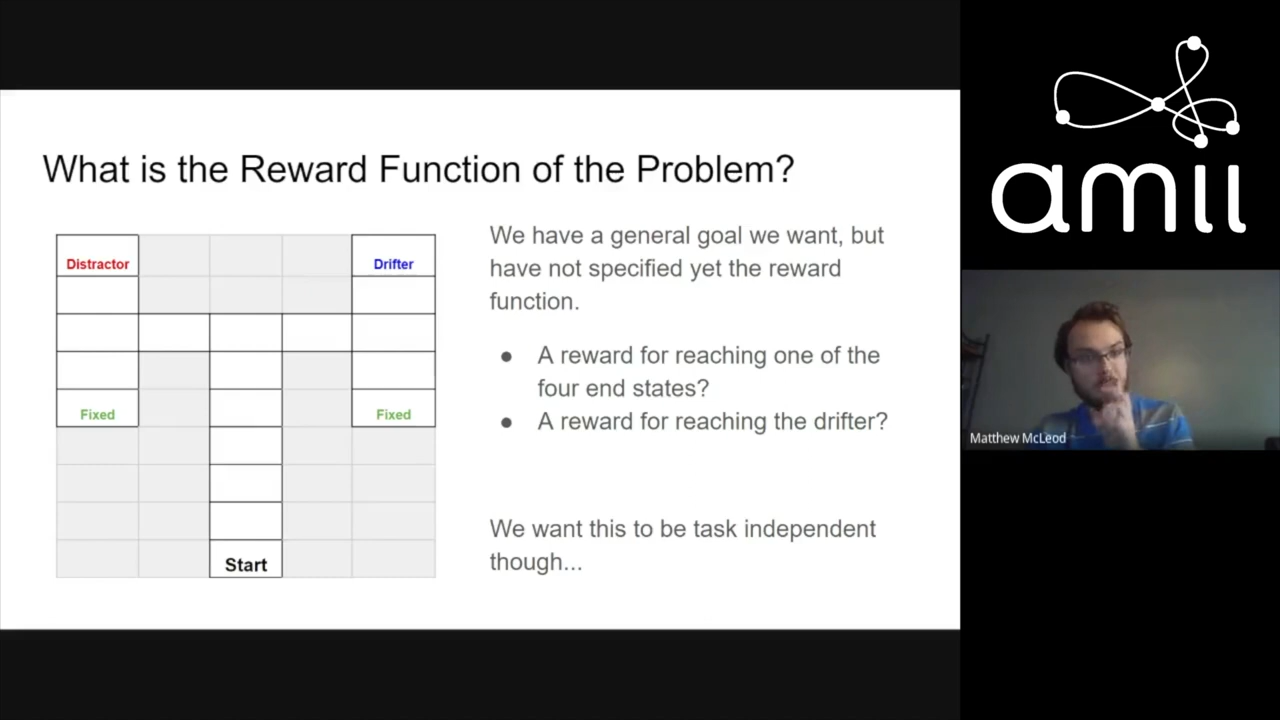 What is the Reward Function of the Problem?
Distractor
Drifter
Fixed
Fixed
Start
We have a general goal we want, but
have not specified yet the reward
function.
● A reward for reaching one of the
four end states?
● A reward for reaching the drifter?
We want this to be task independent
though...
amii
Matthew McLeod